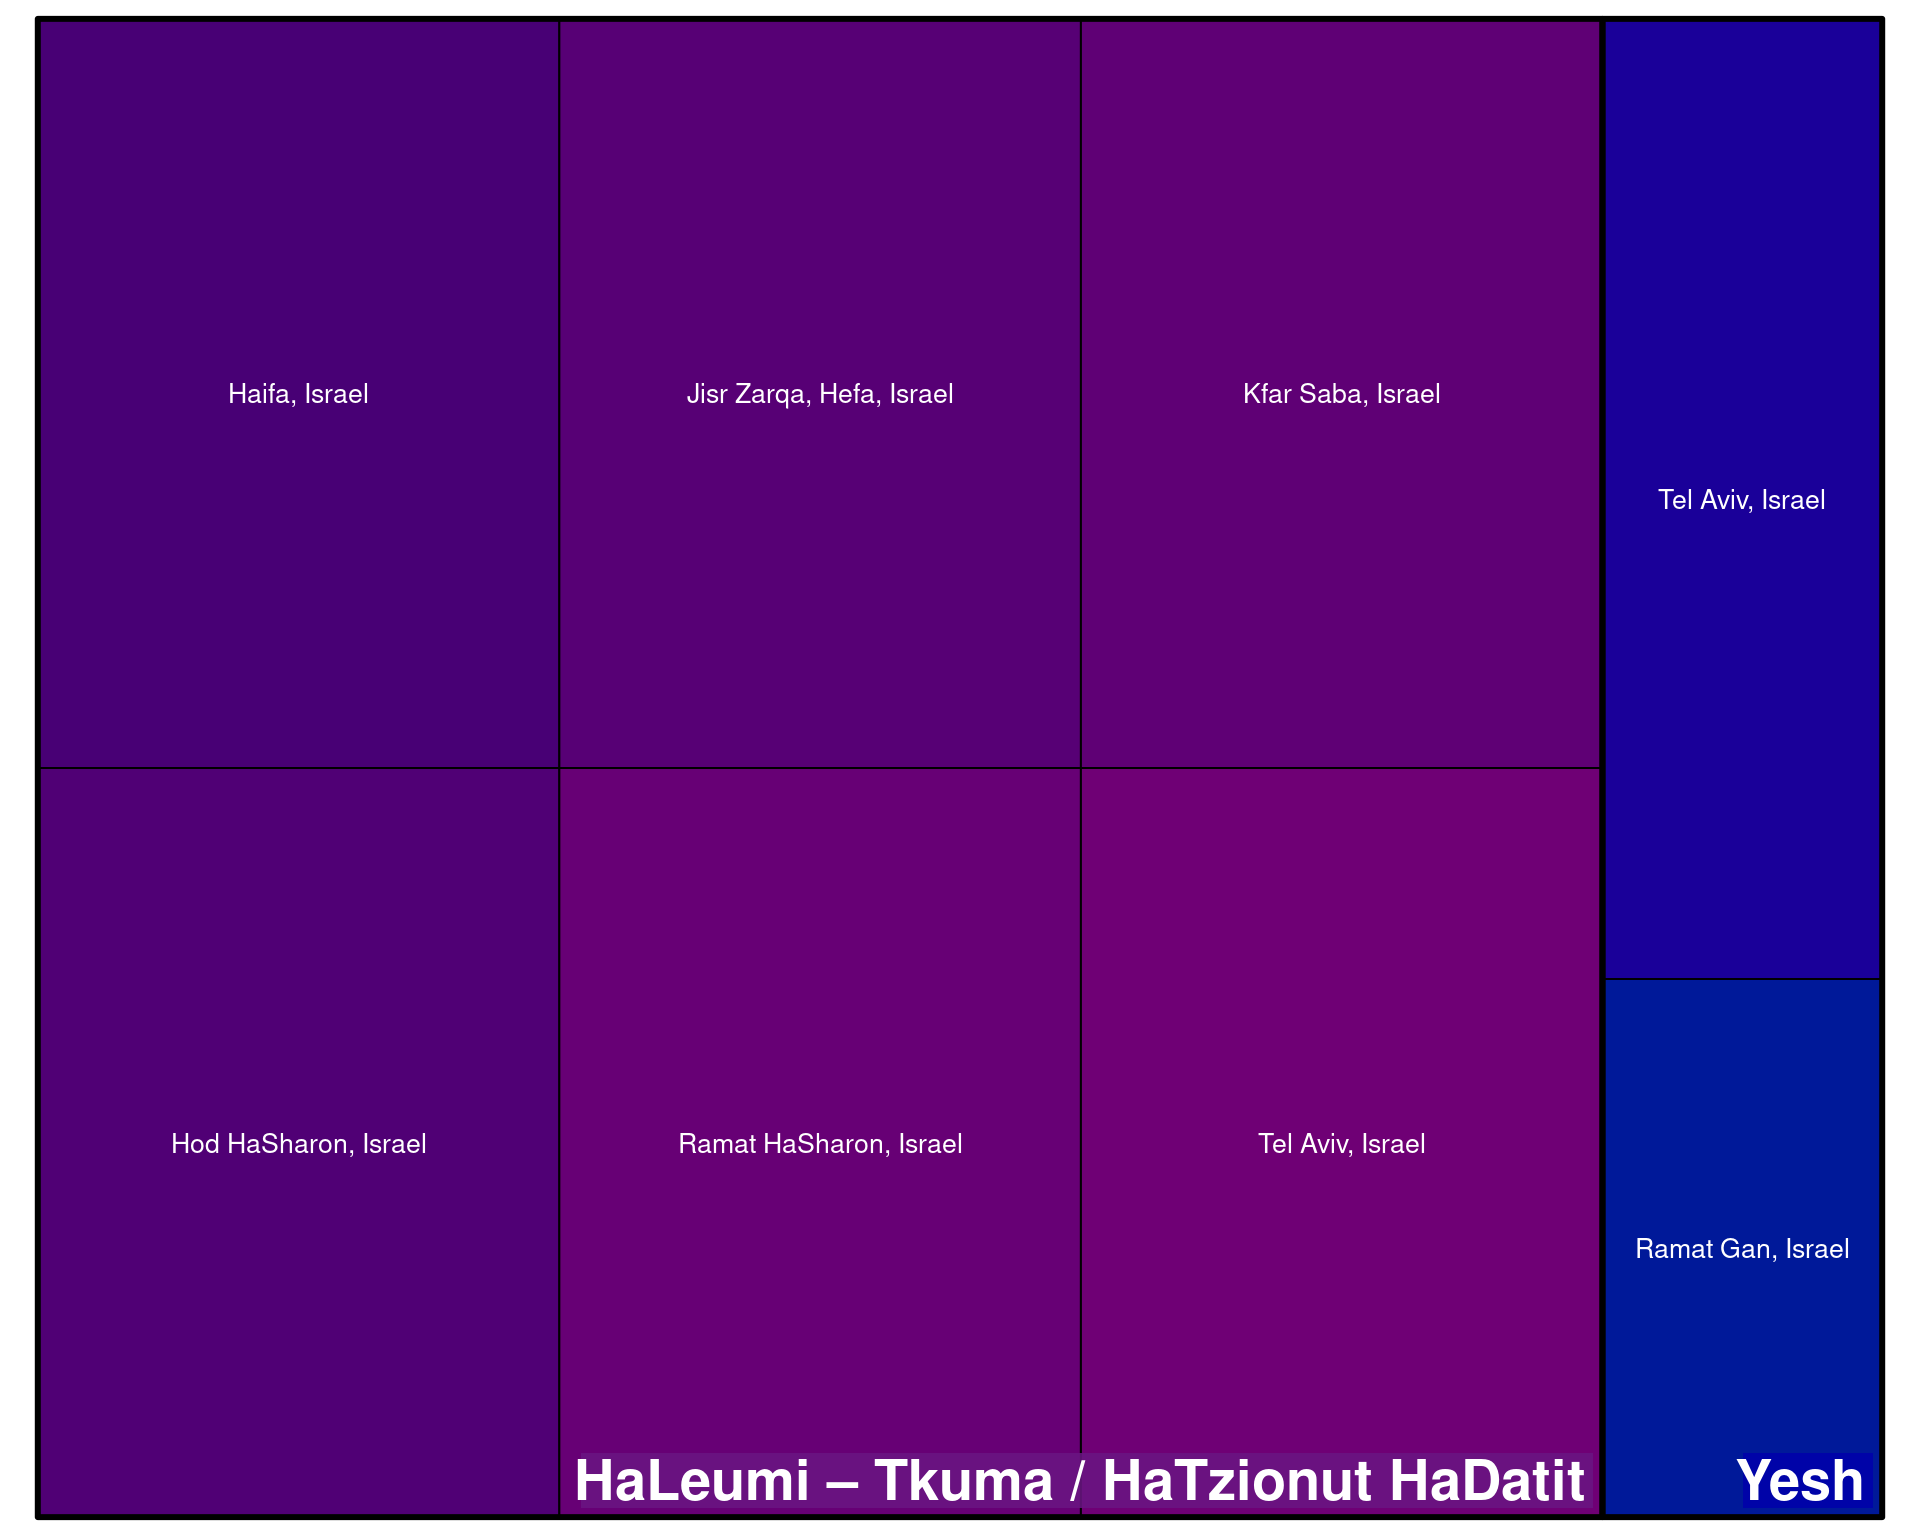 Haifa, Israel
Jisr Zarqa, Hefa, Israel
Kfar Saba, Israel
Tel Aviv, Israel
Hod HaSharon, Israel
Ramat HaSharon, Israel
Tel Aviv, Israel
Ramat Gan, Israel
HaLeumi – Tkuma / HaTzionut HaDatit
Yesh